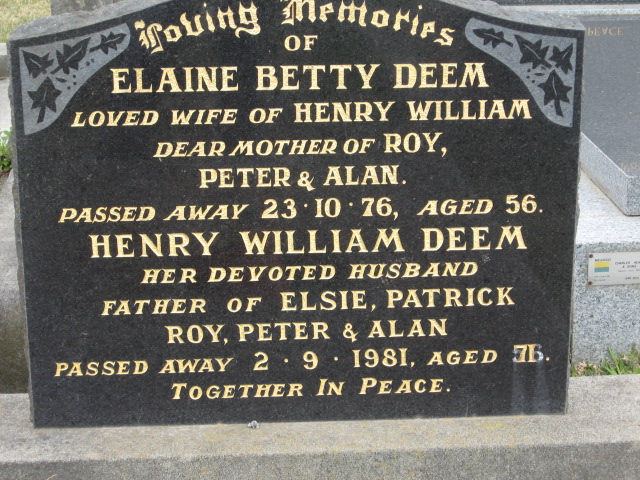 Loving Memories
OF
ELAINE BETTY DEEM
LOVED WIFE OF HENRY WILLIAM
DEAR MOTHER OF ROY,
PETER & ALAN.
PASSED AWAY 23·10·76, AGED 56.
HENRY WILLIAM DEEM
HER DEVOTED HUSBAND
FATHER OF ELSIE, PATRICK
ROY, PETER & ALAN
PASSED AWAY 2·9·1981, AGED
TOGETHER IN PEACE.
PEACE